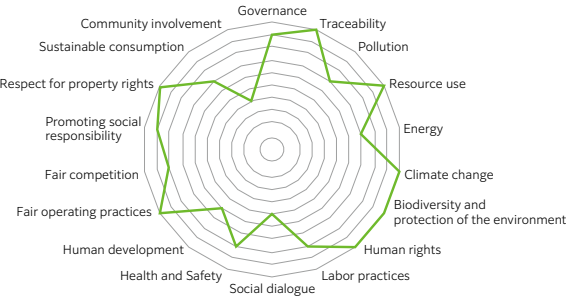 Governance
Traceability
Pollution
Resource use
Energy
Climate change
Biodiversity and
protection of the environment
Human rights
Labor practices
Social dialogue
Health and Safety
Human development
Fair operating practices
Fair competition
Promoting social
responsibility
Respect for property rights
Sustainable consumption
Community involvement